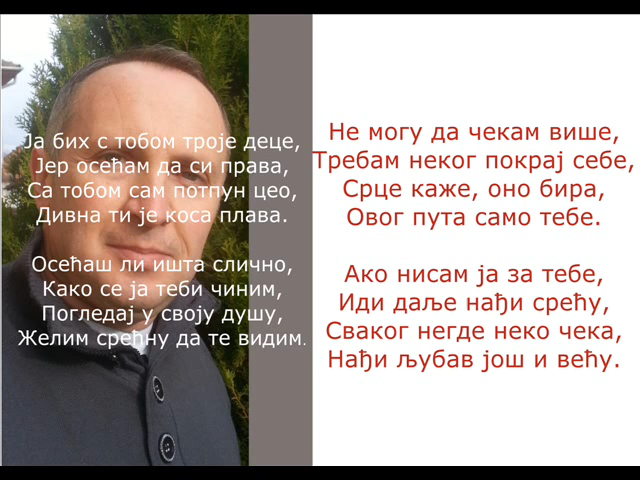 Ја бих с тобом троје деце,
Јер осећам да си права,
Са тобом сам потпун цео,
Дивна ти је коса плава.
Осећаш ли ишта слично,
Како се ја теби чиним,
Погледај у своју душу,
Желим срећну да те видим.
Не могу да чекам више,
Требам неког покрај себе,
Срце каже, оно бира,
Овог пута само тебе.
Ако нисам ја за тебе,
Иди даље нађи срећу,
Сваког негде неко чека,
Нађи љубав још и већу.